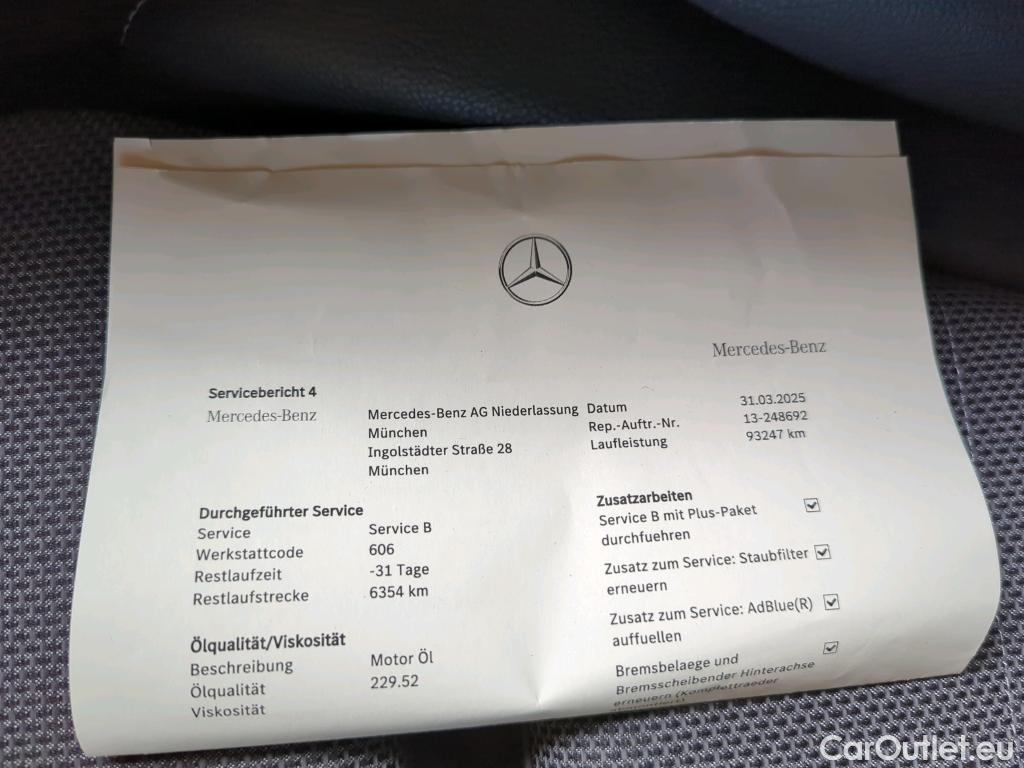 Mercedes-Benz
Servicebericht 4
Mercedes-Benz
Mercedes-Benz AG Niederlassung
München
Ingolstädter Straße 28
München
Datum 31.03.2025
Rep.-Auftr.-Nr. 13-248692
Laufleistung 93247 km
Durchgeführter Service
Service Service B
Werkstattcode 606
Restlaufzeit -31 Tage
Restlaufstrecke 6354 km
Ölqualität/Viskosität
Beschreibung Motor Öl
Ölqualität 229.52
Viskosität
Zusatzarbeiten
Service B mit Plus-Paket
durchfuehren
Zusatz zum Service: Staubfilter
erneuern
Zusatz zum Service: AdBlue(R)
auffuellen
Bremsbelaege und
Bremsscheibender Hinterachse
erneuern (Komplettraeder
CarOutlet.eu